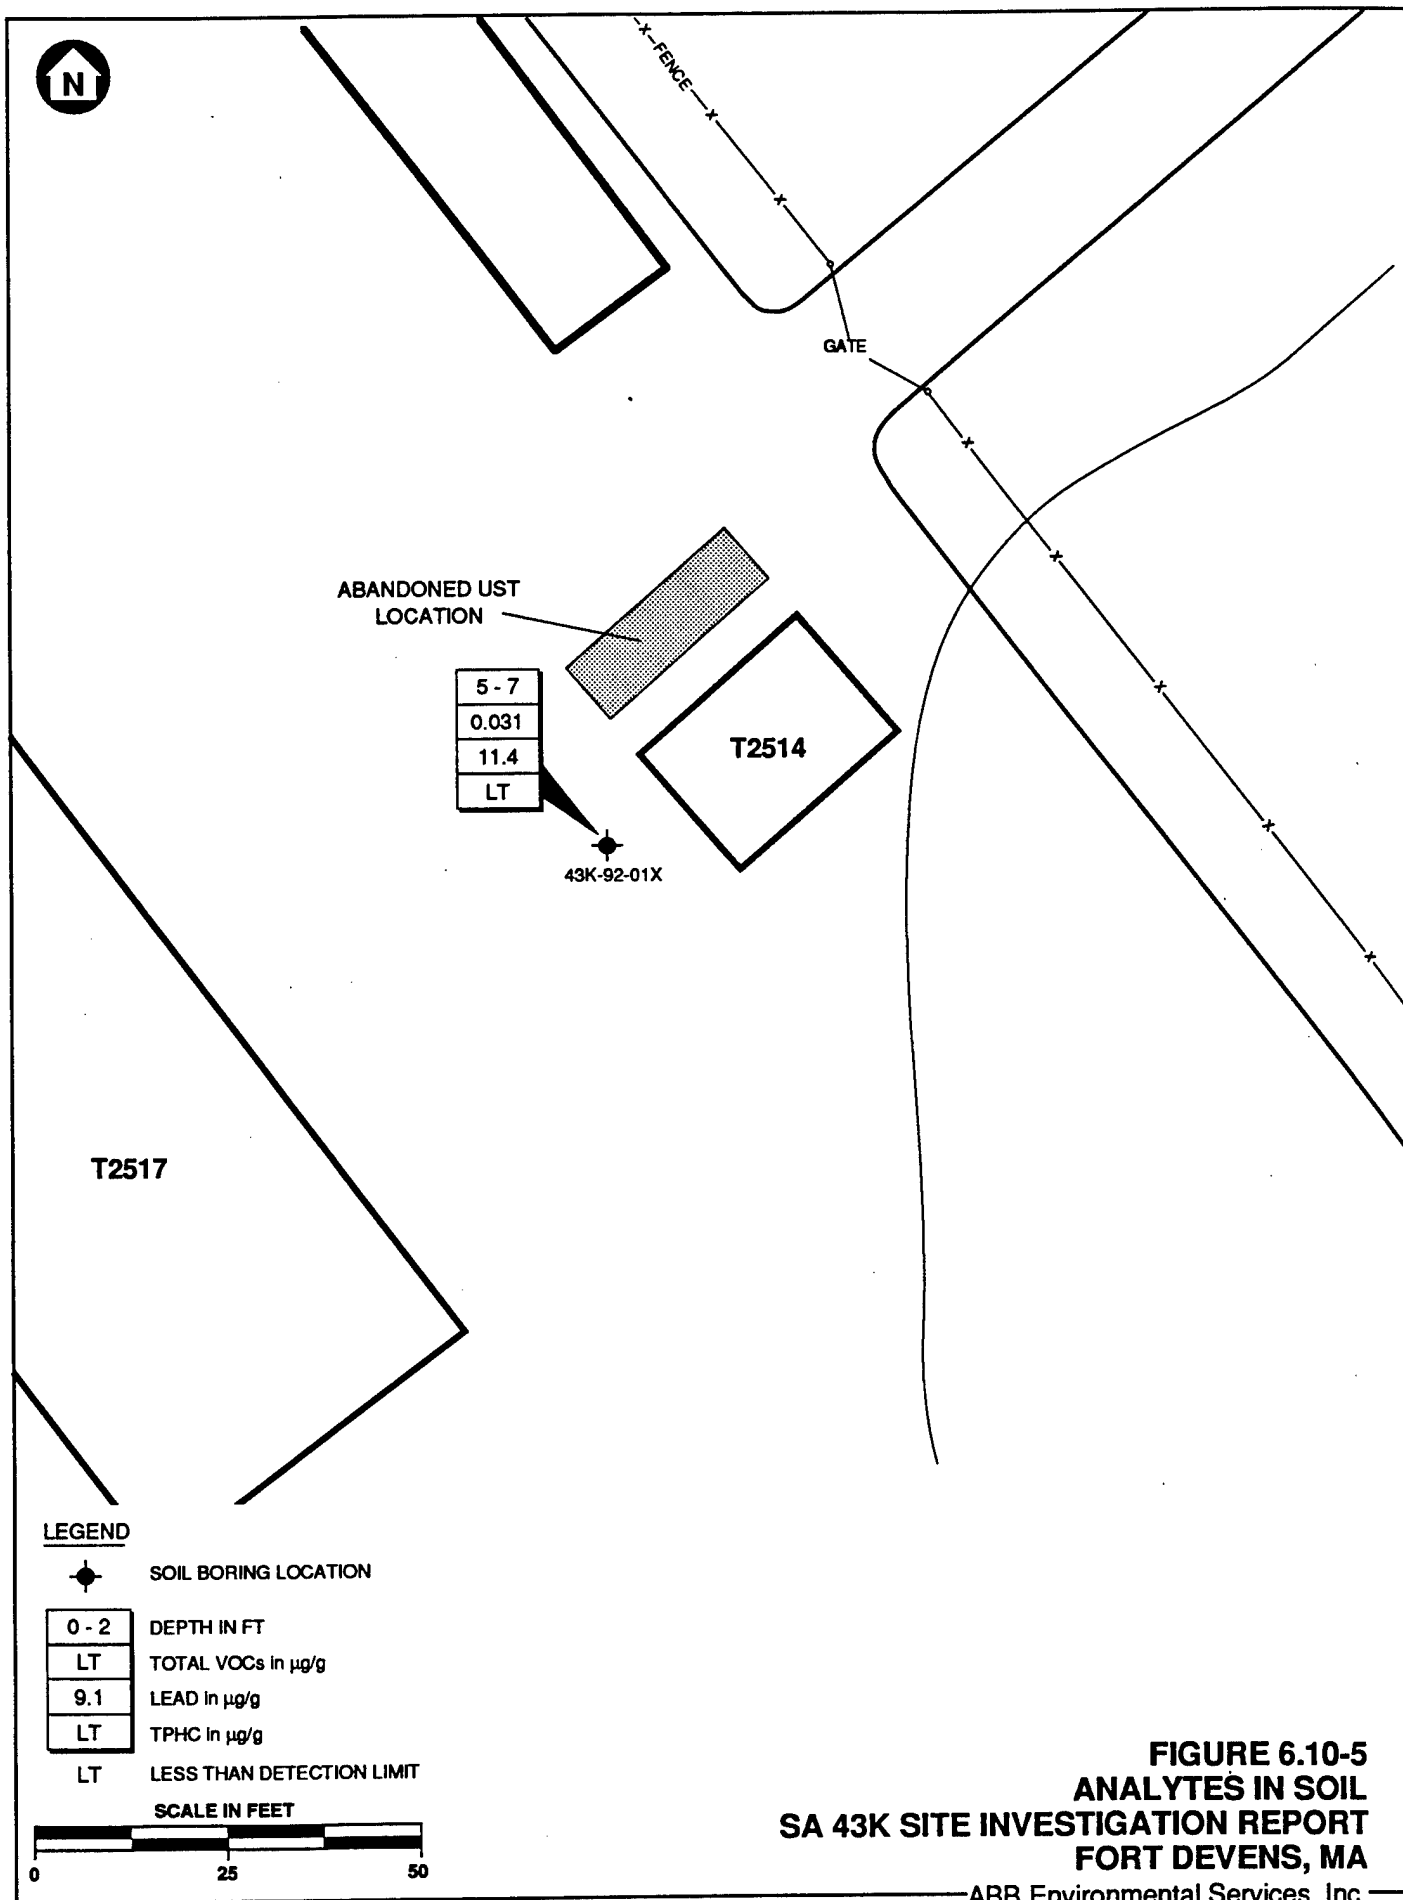 N
-x-FENCE-x
x
GATE
x
x
ABANDONED UST
LOCATION
5 - 7
0.031
11.4
LT
T2514
x
x
43K-92-01X
x
T2517
LEGEND
SOIL BORING LOCATION
0 - 2 DEPTH IN FT
LT TOTAL VOCs in µg/g
9.1 LEAD in µg/g
LT TPHC in µg/g
LT LESS THAN DETECTION LIMIT
SCALE IN FEET
0 25 50
FIGURE 6.10-5
ANALYTES IN SOIL
SA 43K SITE INVESTIGATION REPORT
FORT DEVENS, MA
ABB Environmental Services, Inc.